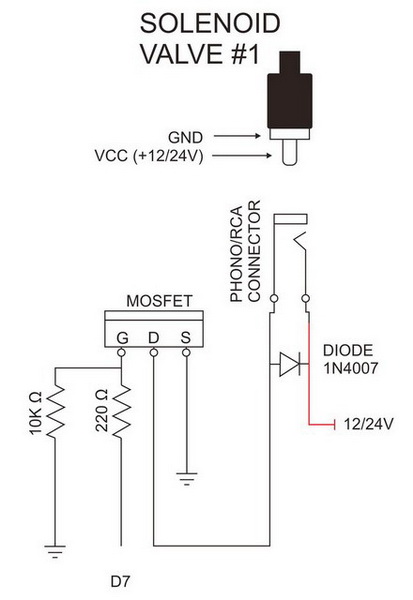 SOLENOID
VALVE #1
GND
VCC (+12/24V)
PHONO/RCA
CONNECTOR
MOSFET
G D S
DIODE
1N4007
10K Ω
220 Ω
12/24V
D7